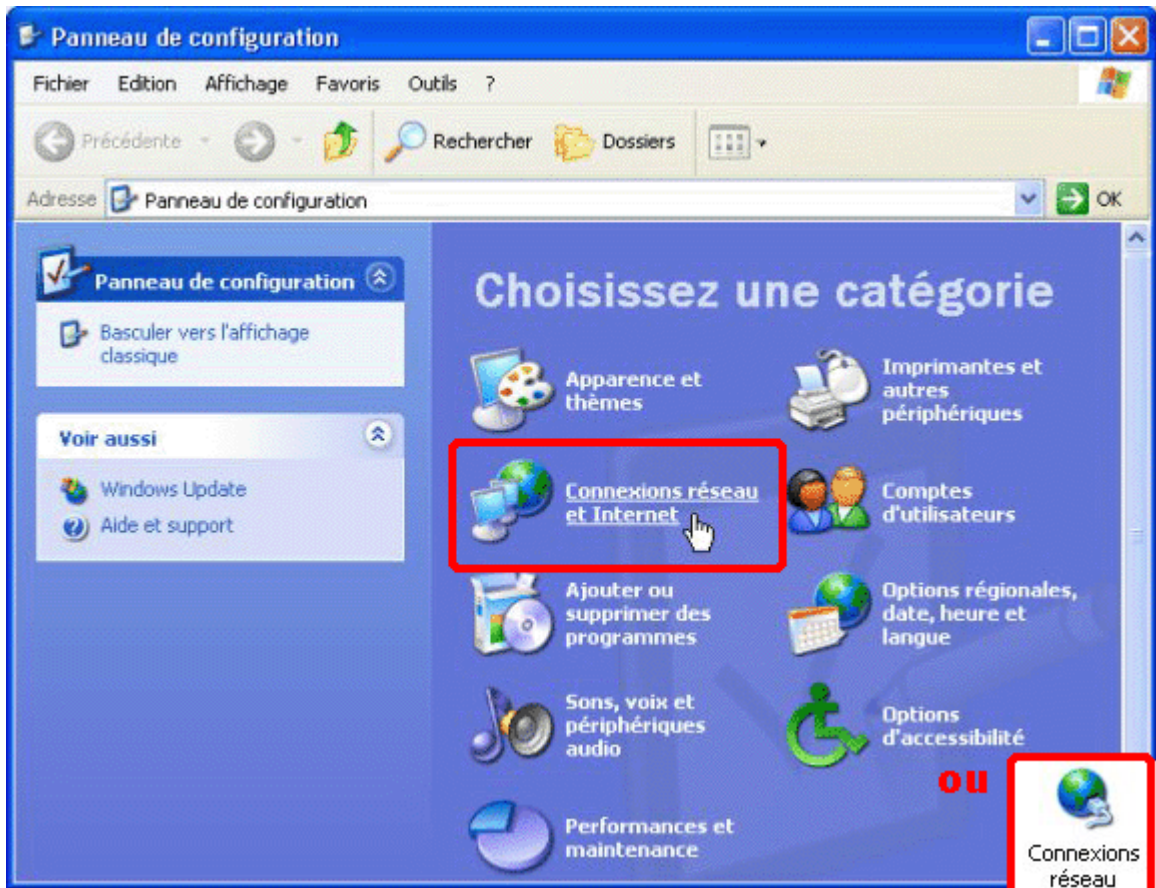 Panneau de configuration
Fichier Edition Affichage Favoris Outils ?
Précédente Rechercher Dossiers
Adresse Panneau de configuration OK
Panneau de configuration
Basculer vers l'affichage
classique
Voir aussi
Windows Update
Aide et support
Choisissez une catégorie
Apparence et
thèmes
Imprimantes et
autres
périphériques
Connexions réseau
et Internet
Comptes
d'utilisateurs
Ajouter ou
supprimer des
programmes
Options régionales,
date, heure et
langue
Sons, voix et
périphériques
audio
Options
d'accessibilité
Performances et
maintenance
ou
Connexions
réseau